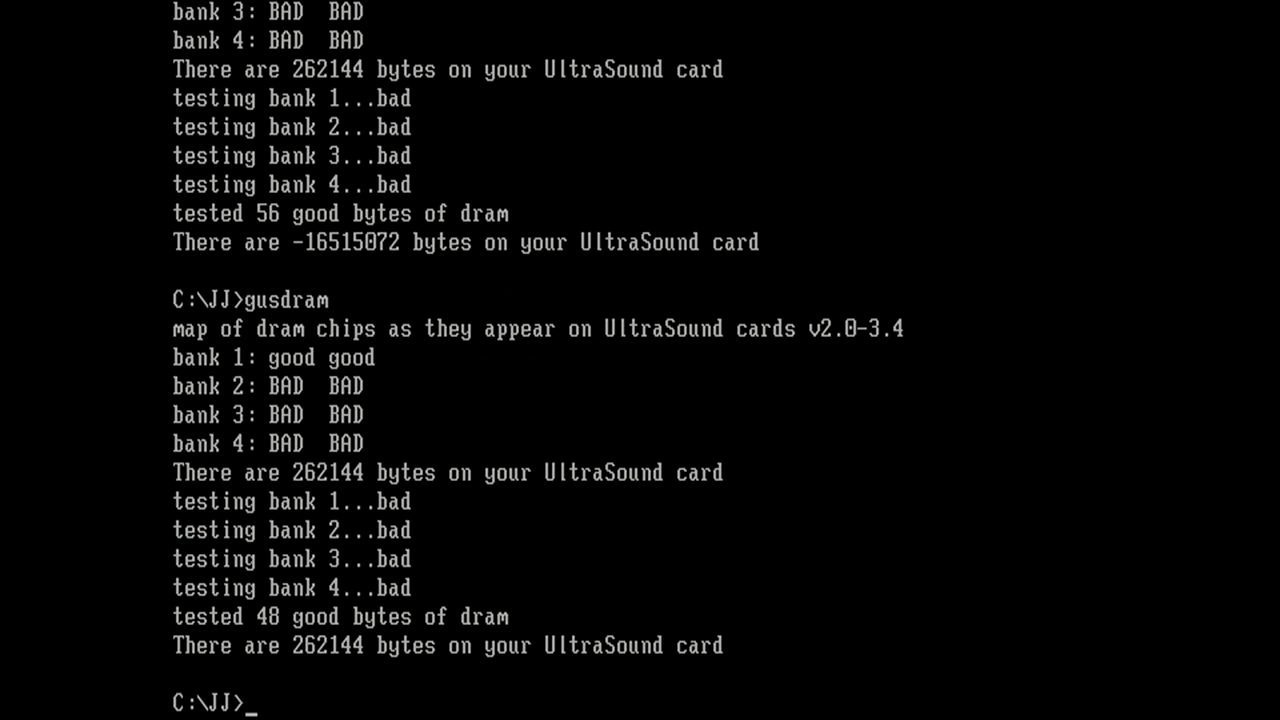 bank 3: BAD  BAD
bank 4: BAD  BAD
There are 262144 bytes on your UltraSound card
testing bank 1...bad
testing bank 2...bad
testing bank 3...bad
testing bank 4...bad
tested 56 good bytes of dram
There are -16515072 bytes on your UltraSound card
C:\JJ>gusdram
map of dram chips as they appear on UltraSound cards v2.0-3.4
bank 1: good good
bank 2: BAD  BAD
bank 3: BAD  BAD
bank 4: BAD  BAD
There are 262144 bytes on your UltraSound card
testing bank 1...bad
testing bank 2...bad
testing bank 3...bad
testing bank 4...bad
tested 48 good bytes of dram
There are 262144 bytes on your UltraSound card
C:\JJ>_